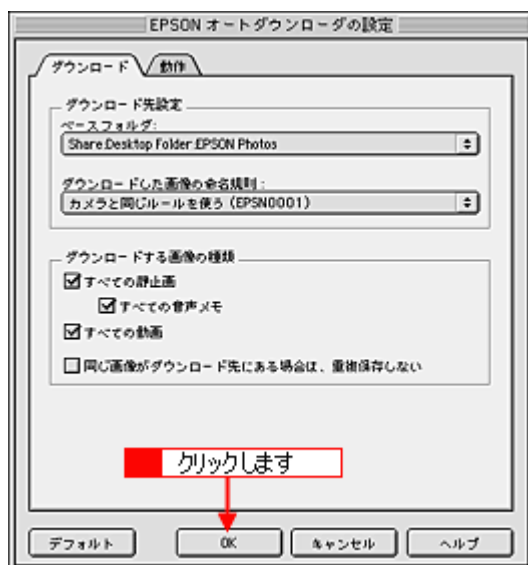 EPSON オートダウンローダの設定
ダウンロード 動作
ダウンロード先設定
ベースフォルダ:
Share:Desktop Folder:EPSON Photos
ダウンロードした画像の命名規則:
カメラと同じルールを使う(EPSN0001)
ダウンロードする画像の種類
すべての静止画
すべての音声メモ
すべての動画
同じ画像がダウンロード先にある場合は、重複保存しない
クリックします
デフォルト OK キャンセル ヘルプ